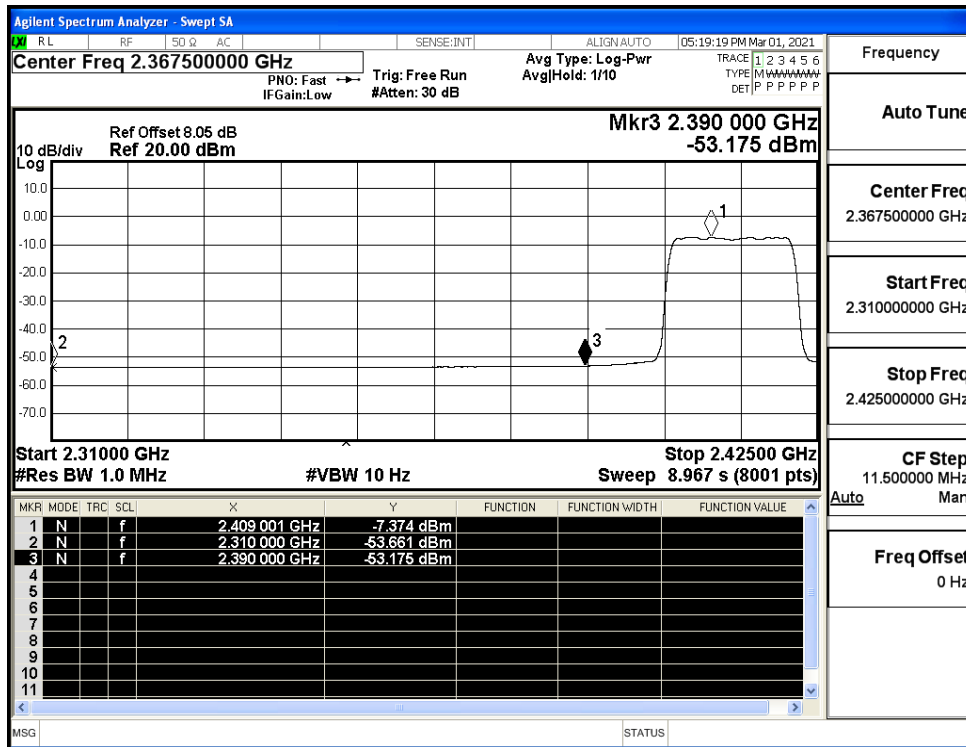 Agilent Spectrum Analyzer - Swept SA
LXI RL RF 50 Ω AC SENSE:INT ALIGN AUTO 05:19:19 PM Mar 01, 2021
Center Freq 2.367500000 GHz
PNO: Fast
IFGain:Low
Trig: Free Run
#Atten: 30 dB
Avg Type: Log-Pwr
Avg|Hold: 1/10
TRACE 1 2 3 4 5 6
TYPE M W W W W W
DET P P P P P P
Ref Offset 8.05 dB
10 dB/div Ref 20.00 dBm
Log
Mkr3 2.390 000 GHz
-53.175 dBm
10.0
0.00
-10.0
-20.0
-30.0
-40.0
-50.0
-60.0
-70.0
1
2
3
Start 2.31000 GHz Stop 2.42500 GHz
#Res BW 1.0 MHz #VBW 10 Hz Sweep 8.967 s (8001 pts)
MKR MODE TRC SCL X Y FUNCTION FUNCTION WIDTH FUNCTION VALUE
1 N f 2.409 001 GHz -7.374 dBm
2 N f 2.310 000 GHz -53.661 dBm
3 N f 2.390 000 GHz -53.175 dBm
4
5
6
7
8
9
10
11
MSG STATUS
Frequency
Auto Tune
Center Freq
2.367500000 GHz
Start Freq
2.310000000 GHz
Stop Freq
2.425000000 GHz
CF Step
11.500000 MHz
Auto Man
Freq Offset
0 Hz